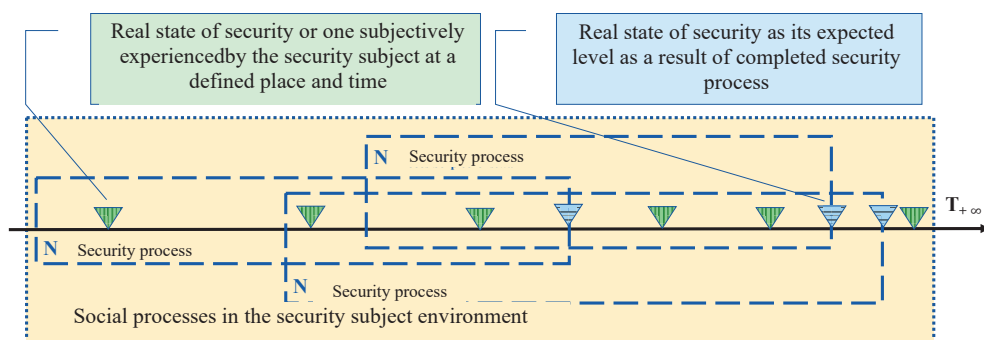 Real state of security or one subjectively
experiencedby the security subject at a
defined place and time
Real state of security as its expected
level as a result of completed security
process
N Security process
T+∞
N Security process
N Security process
Social processes in the security subject environment